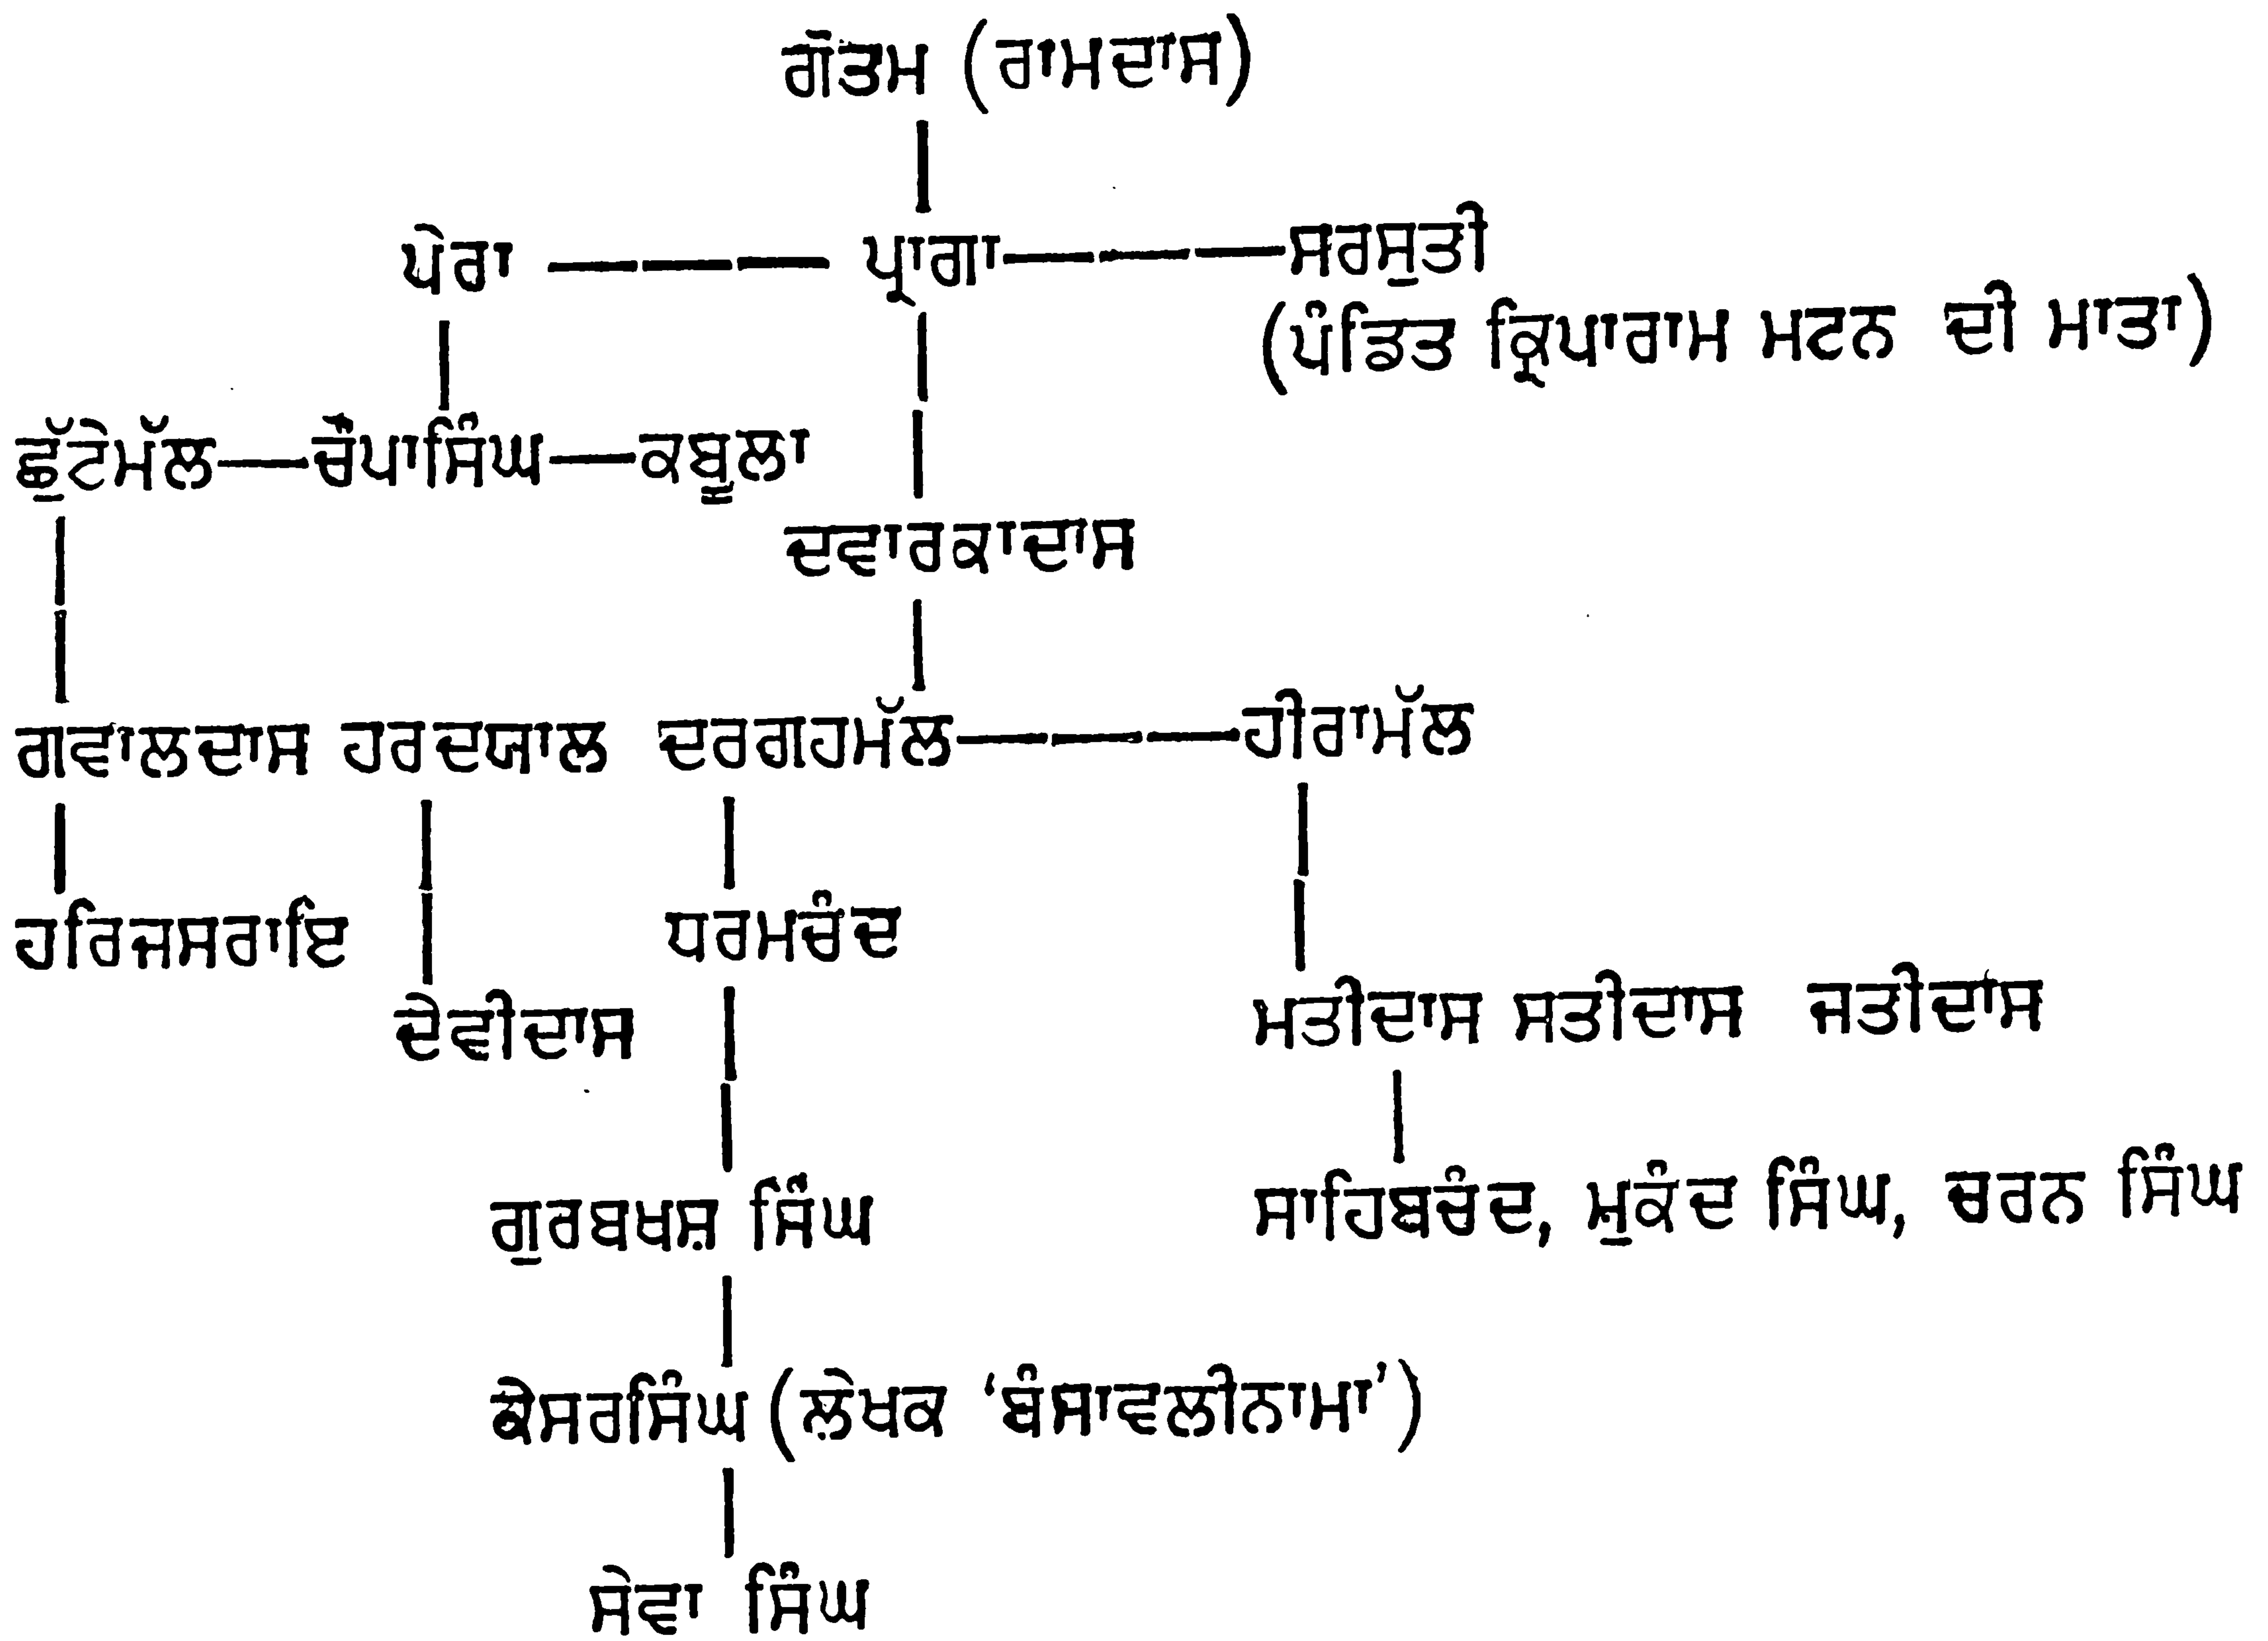 ਗੌਤਮ (ਰਾਮਦਾਸ)
ਪੇਰਾ ਪ੍ਰਾਗਾ ਸਰਸੁਤੀ
(ਪੰਡਿਤ ਕ੍ਰਿਪਾਰਾਮ ਮਟਨ ਦੀ ਮਾਤਾ)
ਛੁੱਟੇਮੱਲ—ਚੌਪਾਸਿੰਘ—ਕਬੂਲਾ
ਦਵਾਰਕਾਦਾਸ
ਗਵਾਲਦਾਸ ਹਰਦਯਾਲ ਦਰਗਹਮੱਲ ਹੀਰਾਮੱਲ
ਹਰਿਜਸਰਾਇ ਧਰਮਚੰਦ
ਦੇਵੀਦਾਸ ਮਤੀਦਾਸ ਸਤੀਦਾਸ ਜਤੀਦਾਸ
ਗੁਰਬਖਸ਼ ਸਿੰਘ ਸਾਹਿਬਚੰਦ, ਮੁਕੰਦ ਸਿੰਘ, ਚਰਨ ਸਿੰਘ
ਕੇਸਰਸਿੰਘ (ਲੇਖਕ ‘ਬੰਸਾਵਲੀਨਾਮਾ’)
ਸੇਵਾ ਸਿੰਘ